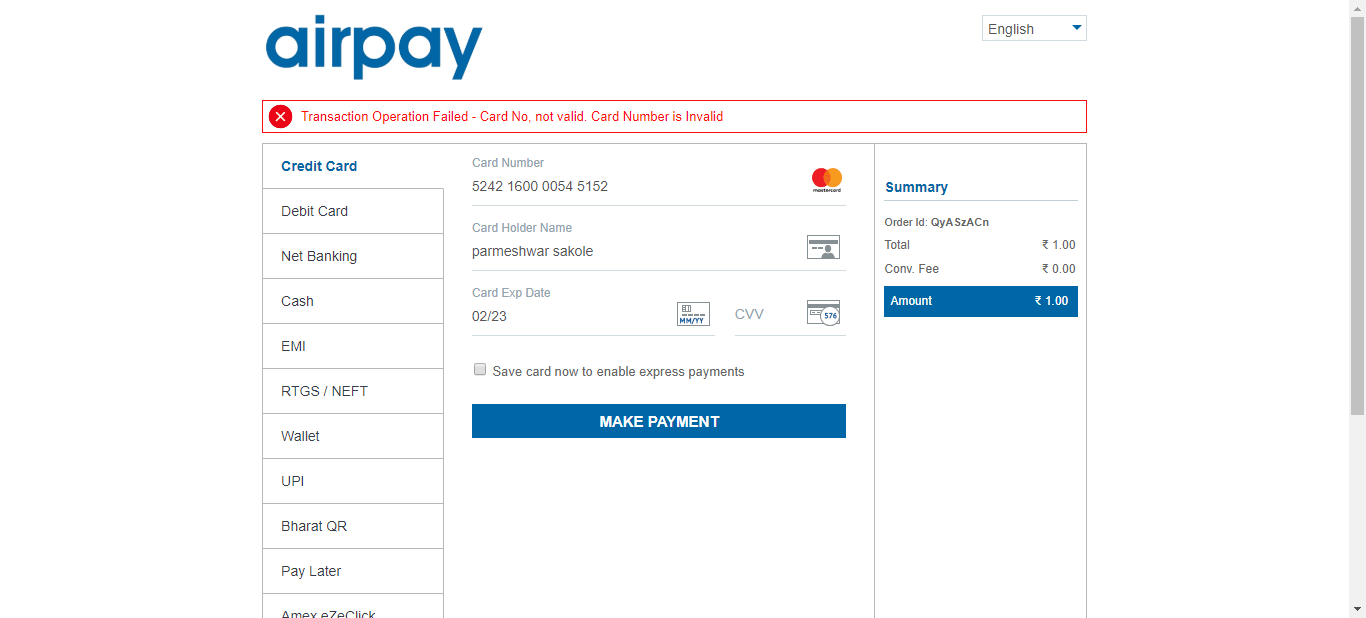 airpay
English
Transaction Operation Failed - Card No, not valid. Card Number is Invalid
Credit Card
Debit Card
Net Banking
Cash
EMI
RTGS / NEFT
Wallet
UPI
Bharat QR
Pay Later
Amex eZeClick
Card Number
5242 1600 0054 5152
mastercard
Card Holder Name
parmeshwar sakole
Card Exp Date
02/23
MM/YY
CVV
576
Save card now to enable express payments
MAKE PAYMENT
Summary
Order Id: QyASzACn
Total ₹ 1.00
Conv. Fee ₹ 0.00
Amount ₹ 1.00